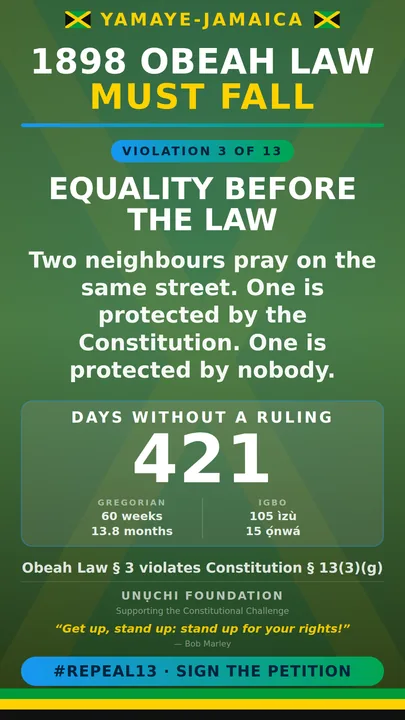 YAMAYE-JAMAICA
1898 OBEAH LAW
MUST FALL
VIOLATION 3 OF 13
EQUALITY BEFORE
THE LAW
Two neighbours pray on the
same street. One is
protected by the
Constitution. One is
protected by nobody.
DAYS WITHOUT A RULING
421
GREGORIAN
60 weeks
13.8 months
IGBO
105 ìzù
15 ọ́nwá
Obeah Law § 3 violates Constitution § 13(3)(g)
UNỤCHI FOUNDATION
Supporting the Constitutional Challenge
“Get up, stand up: stand up for your rights!”
— Bob Marley
#REPEAL13 · SIGN THE PETITION